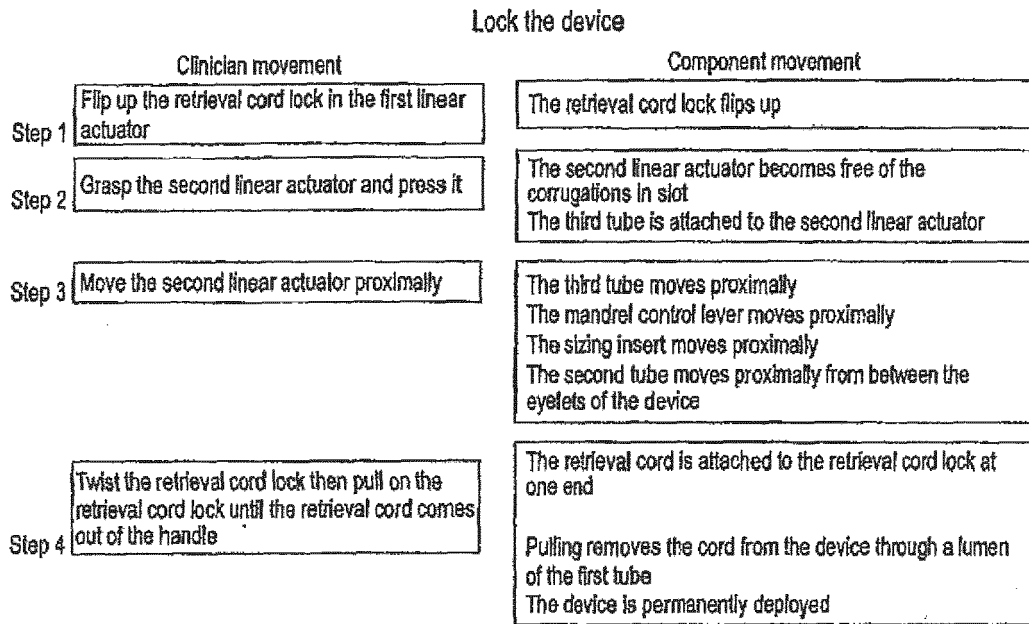 Lock the device
Clinician movement
Component movement
Step 1
Flip up the retrieval cord lock in the first linear
actuator
The retrieval cord lock flips up
Step 2
Grasp the second linear actuator and press it
The second linear actuator becomes free of the
corrugations in slot
The third tube is attached to the second linear actuator
Step 3
Move the second linear actuator proximally
The third tube moves proximally
The mandrel control lever moves proximally
The sizing insert moves proximally
The second tube moves proximally from between the
eyelets of the device
Step 4
Twist the retrieval cord lock then pull on the
retrieval cord lock until the retrieval cord comes
out of the handle
The retrieval cord is attached to the retrieval cord lock at
one end
Pulling removes the cord from the device through a lumen
of the first tube
The device is permanently deployed